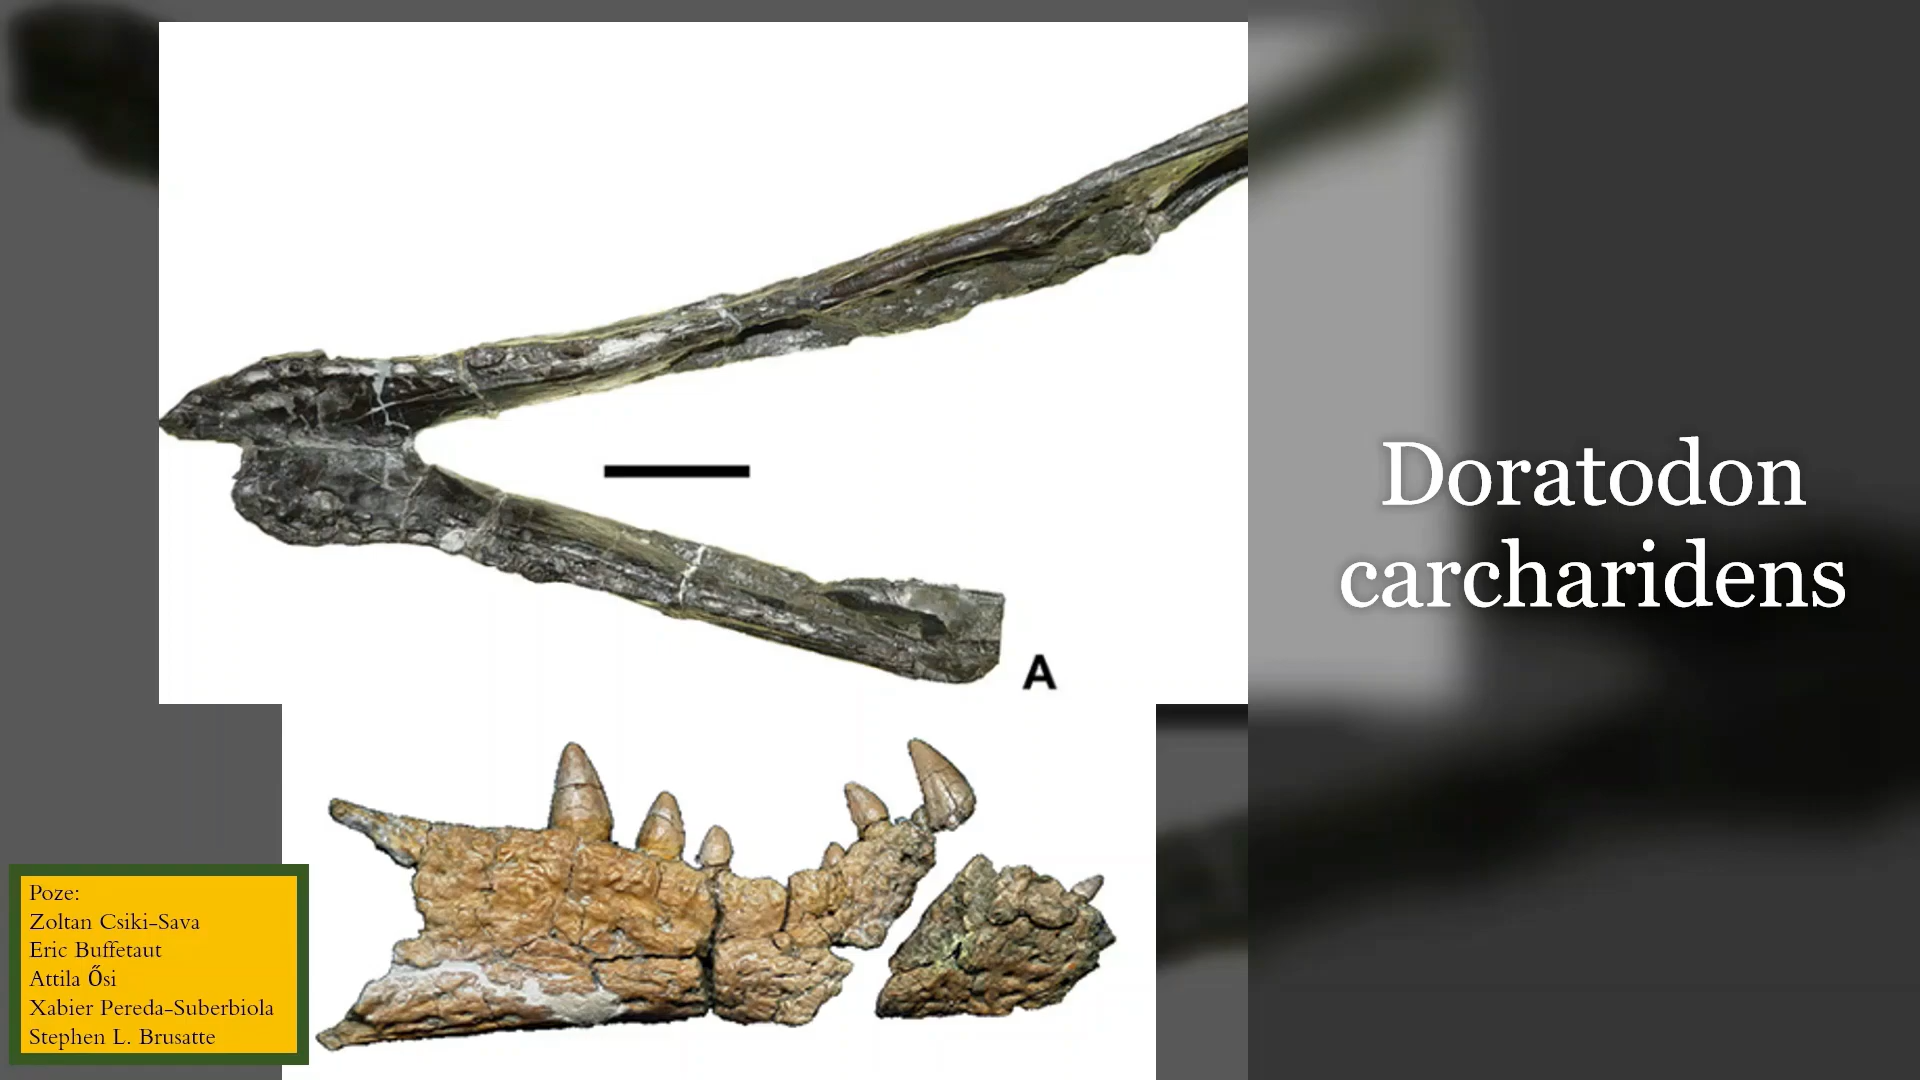 A
Doratodon
carcharidens
Poze:
Zoltan Csiki-Sava
Eric Buffetaut
Attila Ősi
Xabier Pereda-Suberbiola
Stephen L. Brusatte